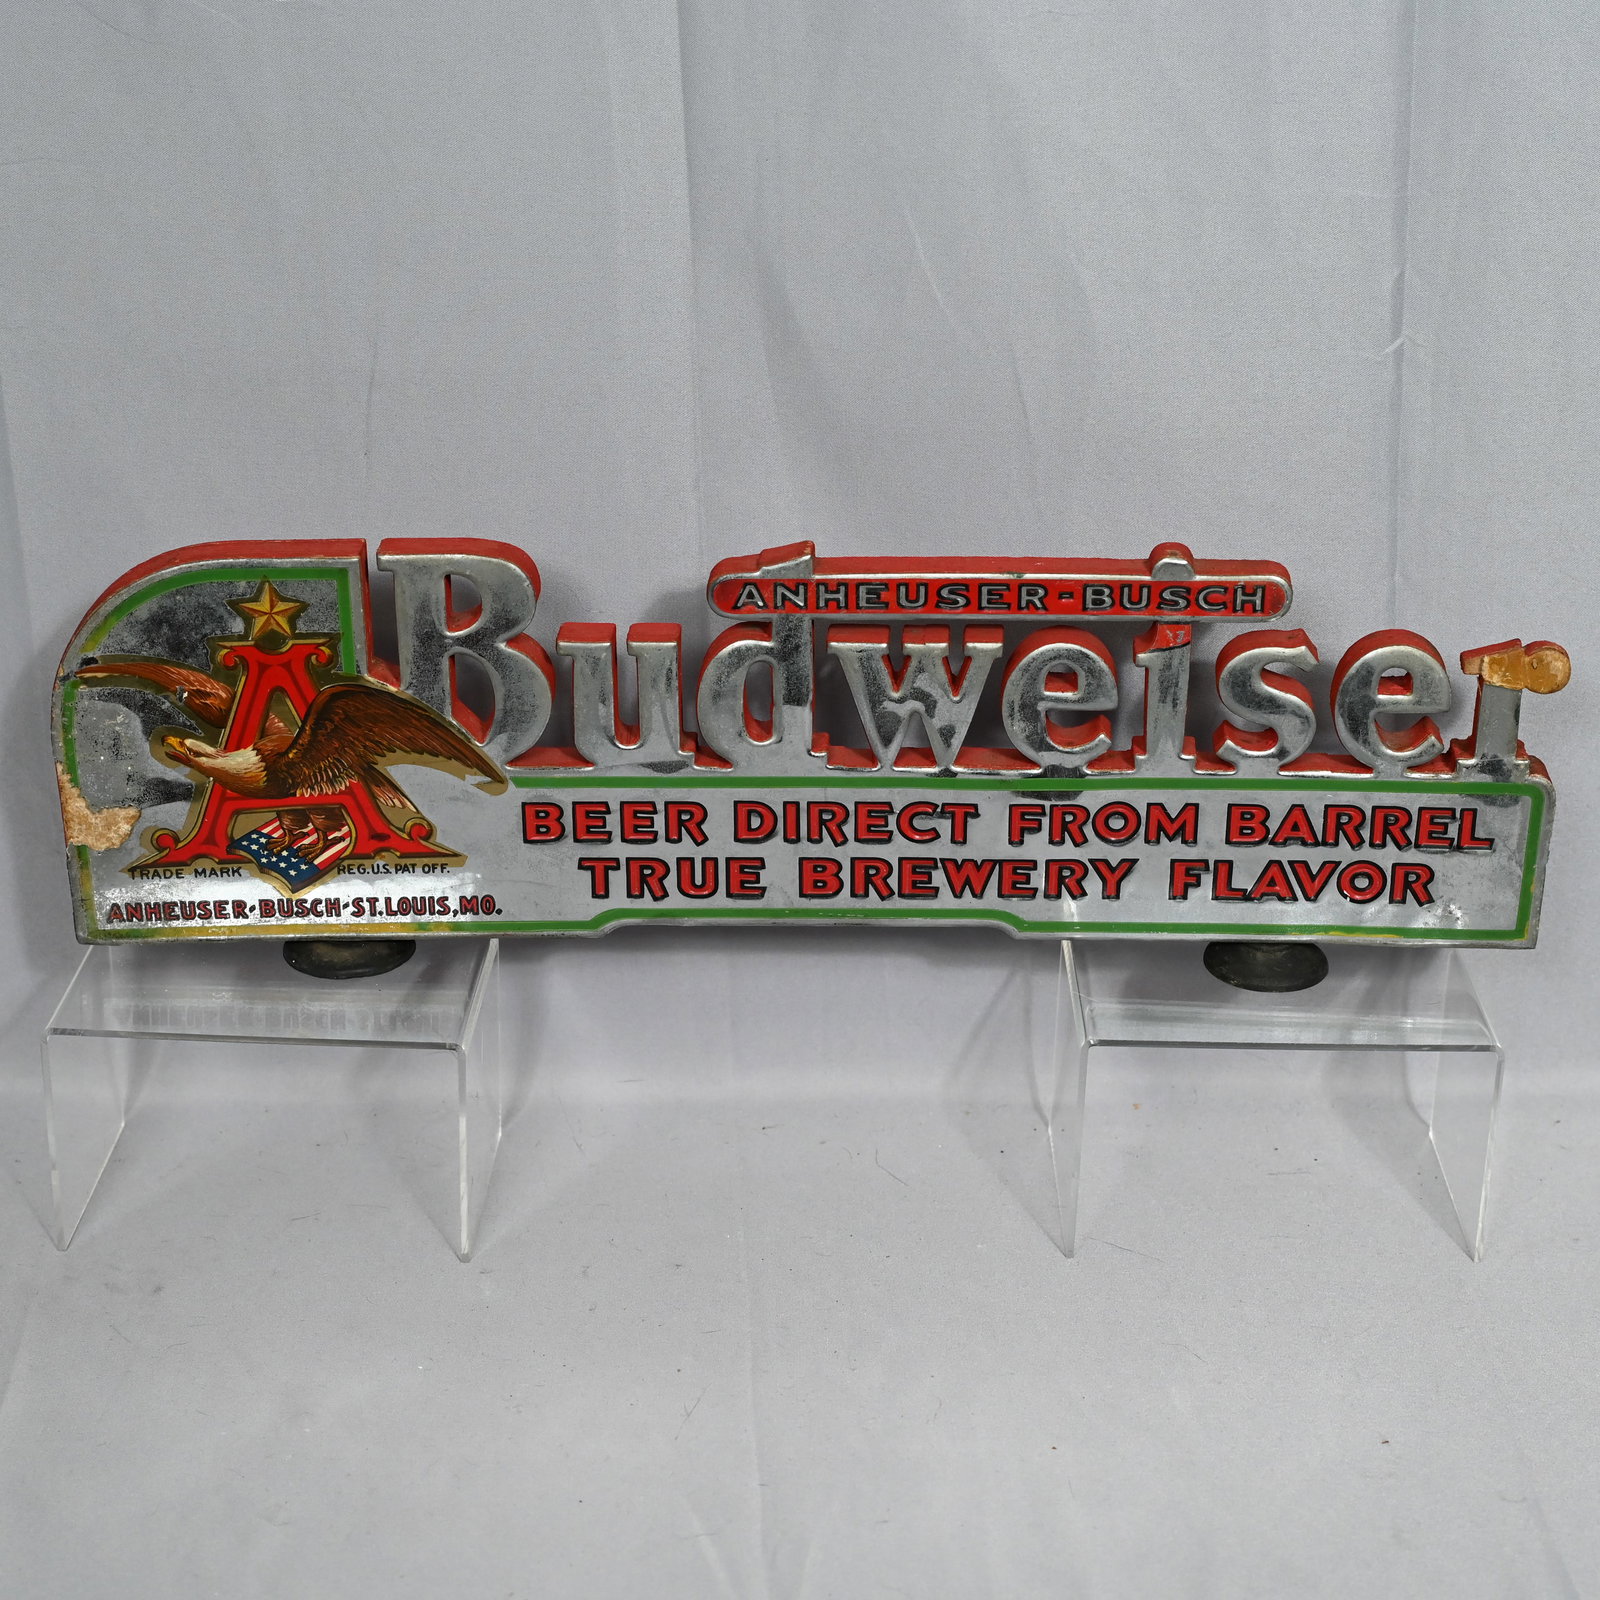 ANHEUSER-BUSCH
Budweiser
BEER DIRECT FROM BARREL
TRUE BREWERY FLAVOR
A
TRADE MARK REG. U.S. PAT OFF.
ANHEUSER-BUSCH-ST. LOUIS, MO.